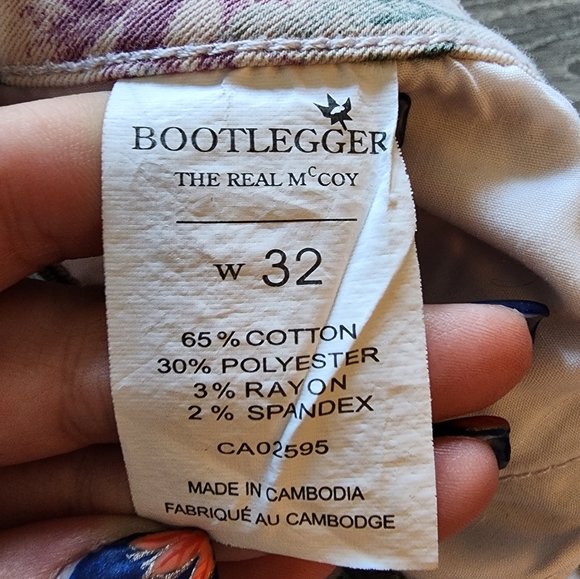 BOOTLEGGER
THE REAL McCOY
W 32
65% COTTON
30% POLYESTER
3% RAYON
2% SPANDEX
CA02595
MADE IN CAMBODIA
FABRIQUÉ AU CAMBODGE